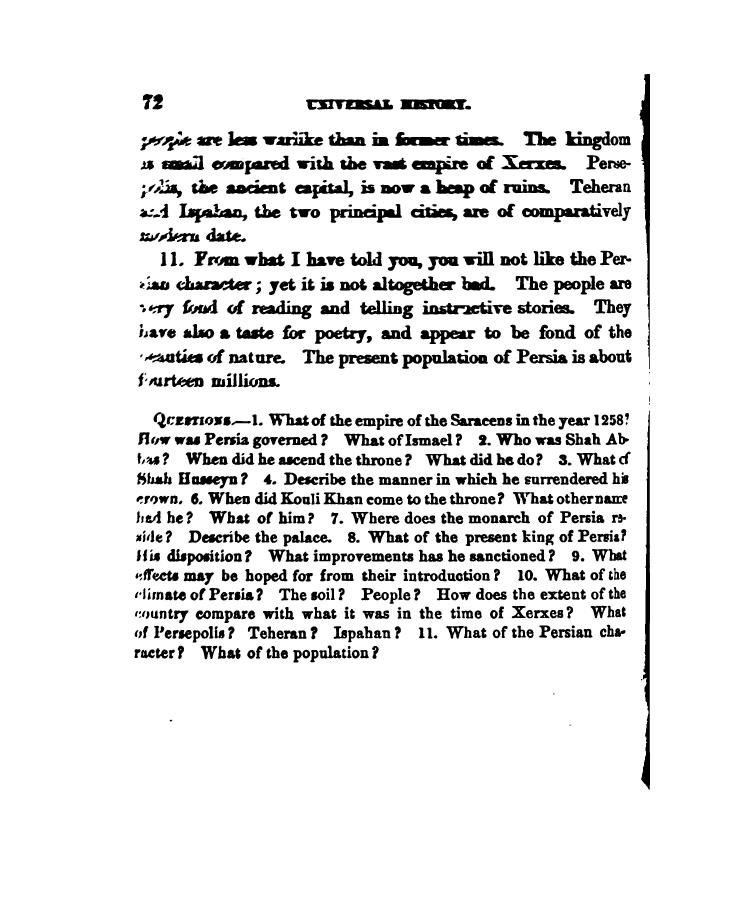 72 UNIVERSAL HISTORY.
people are less warlike than in former times. The kingdom
is small compared with the vast empire of Xerxes. Perse-
polis, the ancient capital, is now a heap of ruins. Teheran
and Ispahan, the two principal cities, are of comparatively
modern date.
11. From what I have told you, you will not like the Per-
sian character; yet it is not altogether bad. The people are
very fond of reading and telling instructive stories. They
have also a taste for poetry, and appear to be fond of the
beauties of nature. The present population of Persia is about
fourteen millions.
QUESTIONS.—1. What of the empire of the Saracens in the year 1258?
How was Persia governed? What of Ismael? 2. Who was Shah Ab-
bas? When did he ascend the throne? What did he do? 3. What of
Shah Husseyn? 4. Describe the manner in which he surrendered his
crown. 6. When did Kouli Khan come to the throne? What other name
had he? What of him? 7. Where does the monarch of Persia re-
side? Describe the palace. 8. What of the present king of Persia?
His disposition? What improvements has he sanctioned? 9. What
effects may be hoped for from their introduction? 10. What of the
climate of Persia? The soil? People? How does the extent of the
country compare with what it was in the time of Xerxes? What
of Persepolis? Teheran? Ispahan? 11. What of the Persian cha-
racter? What of the population?